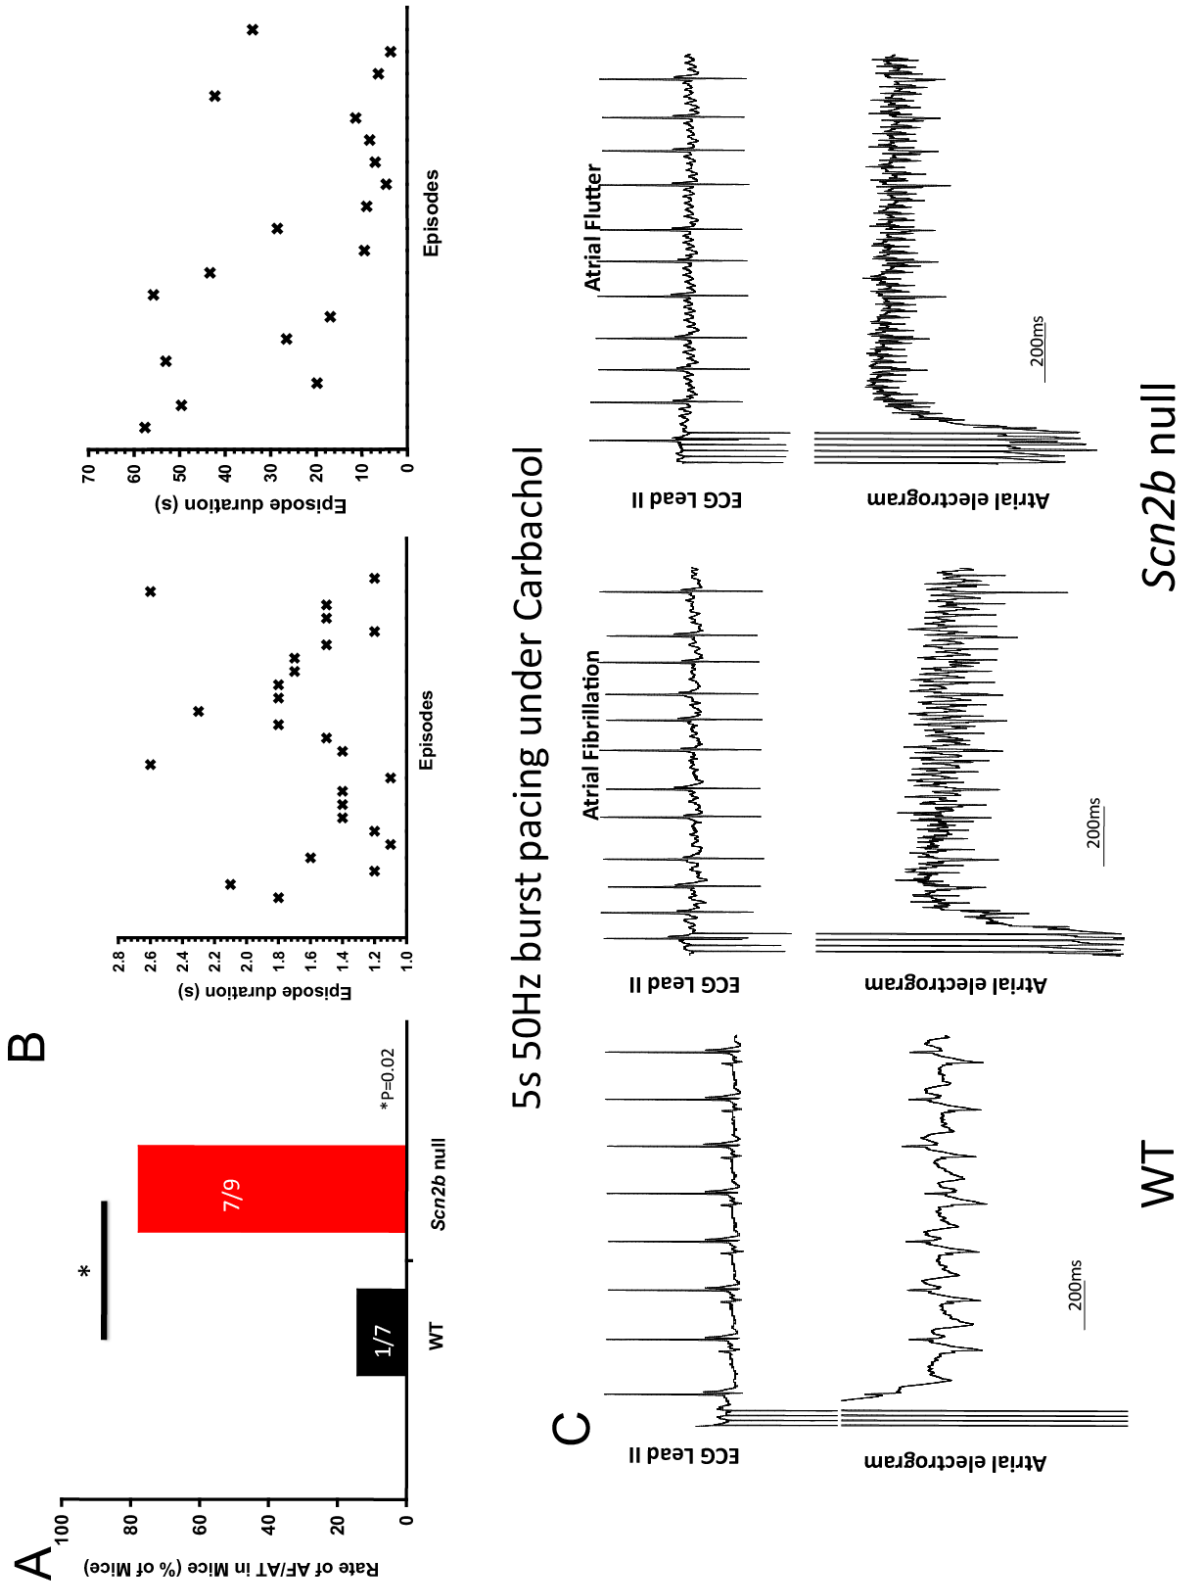 A
Rate of AF/AT in Mice (% of Mice)
100
80
60
40
20
0
*
1/7
7/9
WT
Scn2b null
*P=0.02
B
Episode duration (s)
2.8
2.6
2.4
2.2
2.0
1.8
1.6
1.4
1.2
1.0
Episodes
Episode duration (s)
70
60
50
40
30
20
10
0
Episodes
5s 50Hz burst pacing under Carbachol
C
ECG Lead II
Atrial electrogram
200ms
WT
Atrial Fibrillation
ECG Lead II
Atrial electrogram
200ms
Atrial Flutter
ECG Lead II
Atrial electrogram
200ms
Scn2b null